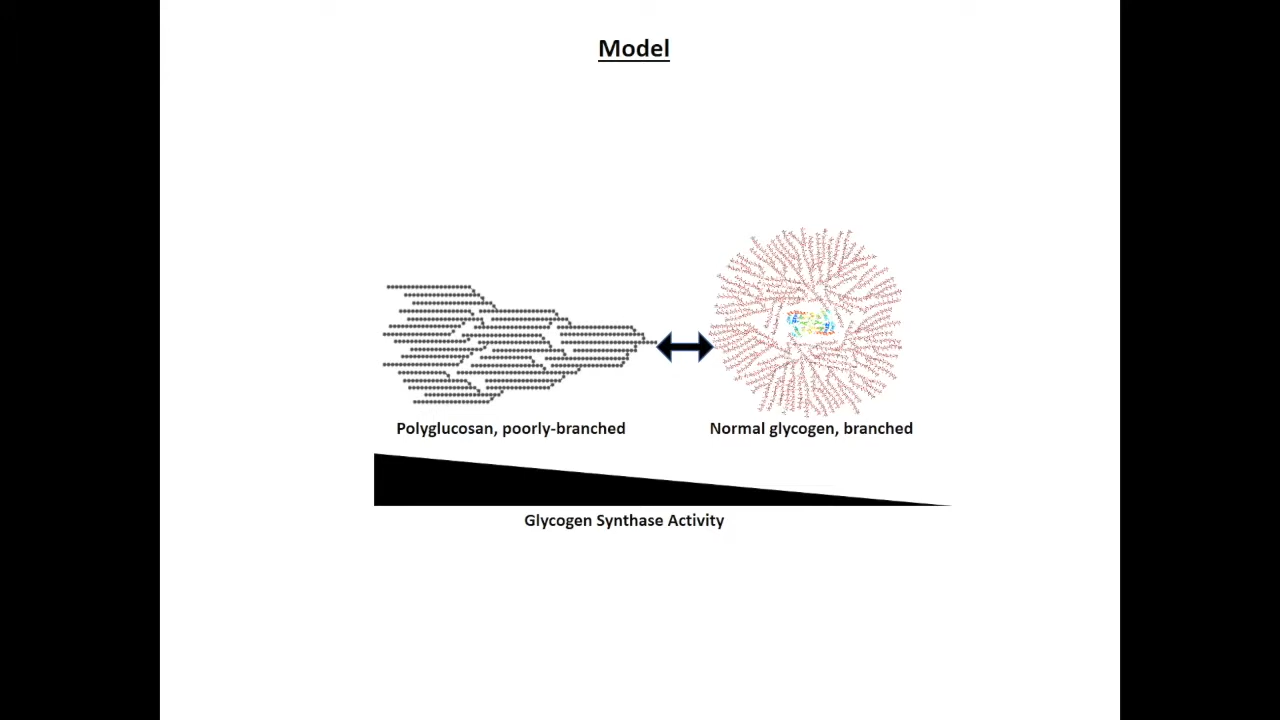 Model
Polyglucosan, poorly-branched
Normal glycogen, branched
Glycogen Synthase Activity